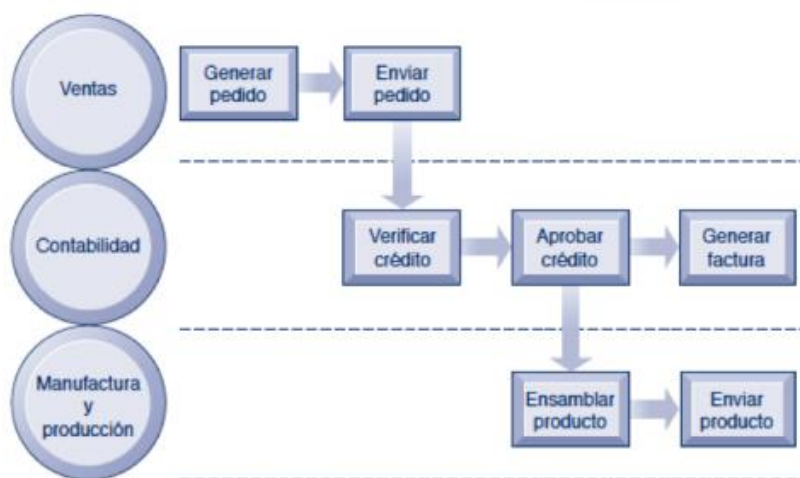 Ventas
Generar
pedido
Enviar
pedido
Contabilidad
Verificar
crédito
Aprobar
crédito
Generar
factura
Manufactura
y
producción
Ensamblar
producto
Enviar
producto